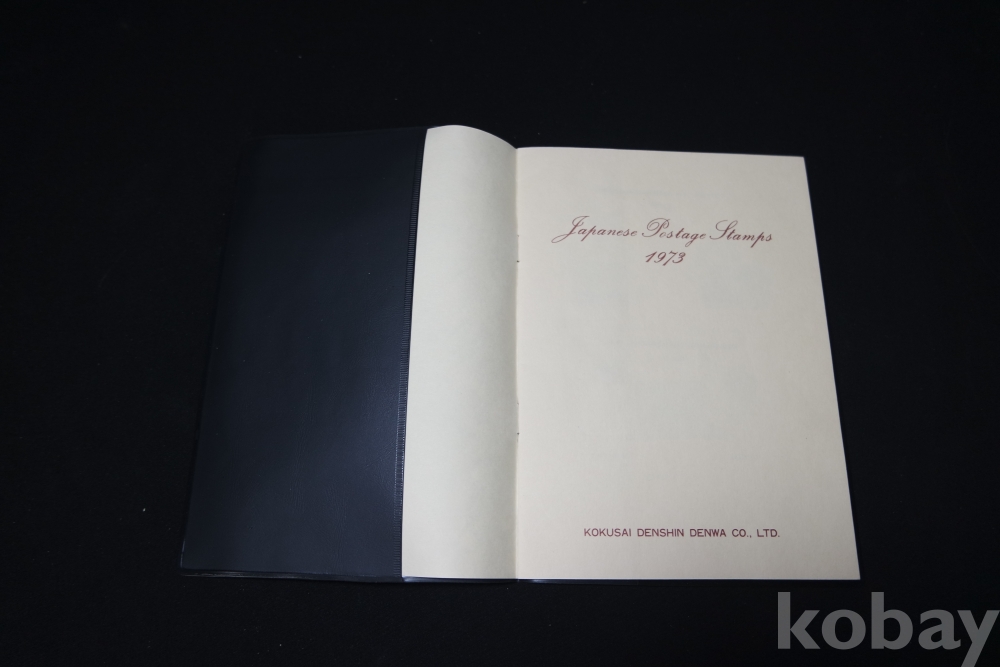 Japanese Postage Stamps
1973
KOKUSAI DENSHIN DENWA CO., LTD.
kobay